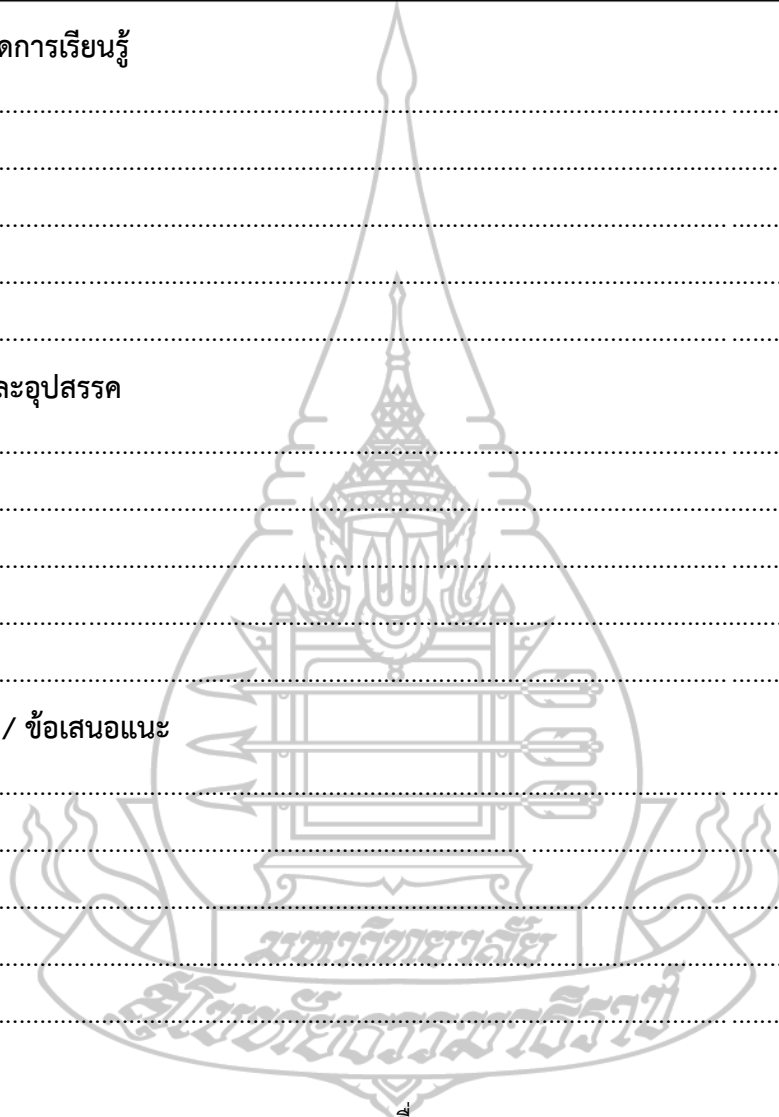 ดการเรียนรู้
ละอุปสรรค
/ ข้อเสนอแนะ
มหาวิทยาลัย
สุโขทัยธรรมาธิราช